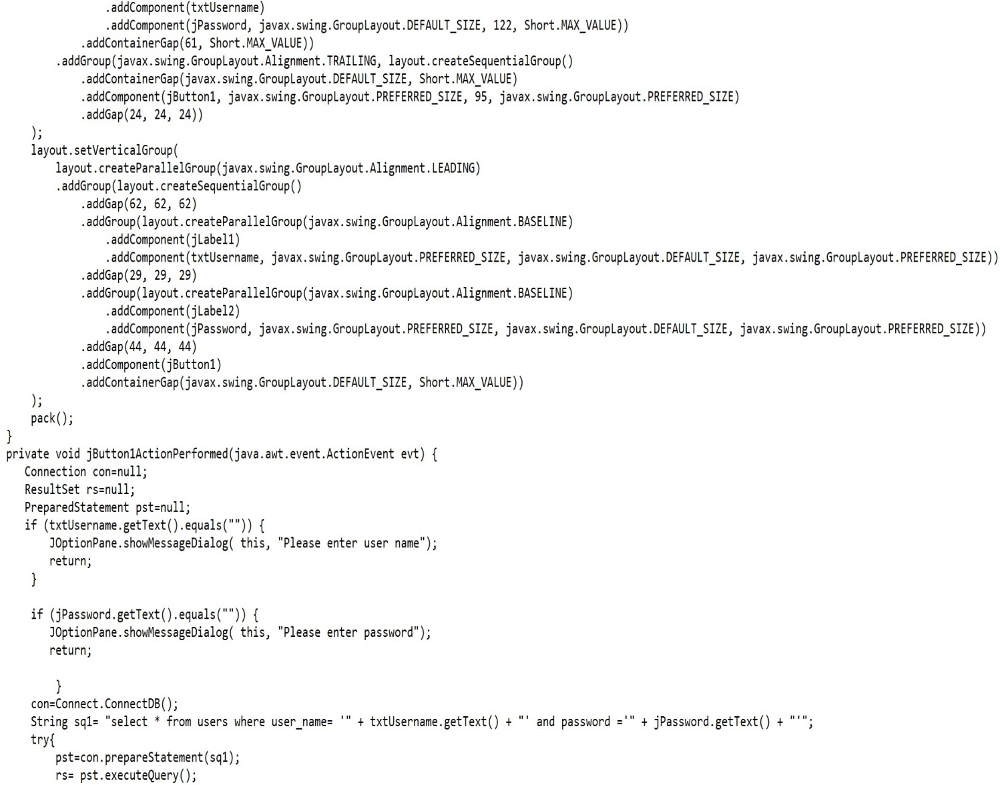 .addComponent(txtUsername)
.addComponent(jPassword, javax.swing.GroupLayout.DEFAULT_SIZE, 122, Short.MAX_VALUE))
.addContainerGap(61, Short.MAX_VALUE))
.addGroup(javax.swing.GroupLayout.Alignment.TRAILING, layout.createSequentialGroup()
.addContainerGap(javax.swing.GroupLayout.DEFAULT_SIZE, Short.MAX_VALUE)
.addComponent(jButton1, javax.swing.GroupLayout.PREFERRED_SIZE, 95, javax.swing.GroupLayout.PREFERRED_SIZE)
.addGap(24, 24, 24))
);
layout.setVerticalGroup(
layout.createParallelGroup(javax.swing.GroupLayout.Alignment.LEADING)
.addGroup(layout.createSequentialGroup()
.addGap(62, 62, 62)
.addGroup(layout.createParallelGroup(javax.swing.GroupLayout.Alignment.BASELINE)
.addComponent(jLabel1)
.addComponent(txtUsername, javax.swing.GroupLayout.PREFERRED_SIZE, javax.swing.GroupLayout.DEFAULT_SIZE, javax.swing.GroupLayout.PREFERRED_SIZE))
.addGap(29, 29, 29)
.addGroup(layout.createParallelGroup(javax.swing.GroupLayout.Alignment.BASELINE)
.addComponent(jLabel2)
.addComponent(jPassword, javax.swing.GroupLayout.PREFERRED_SIZE, javax.swing.GroupLayout.DEFAULT_SIZE, javax.swing.GroupLayout.PREFERRED_SIZE))
.addGap(44, 44, 44)
.addComponent(jButton1)
.addContainerGap(javax.swing.GroupLayout.DEFAULT_SIZE, Short.MAX_VALUE))
);
pack();
}
private void jButton1ActionPerformed(java.awt.event.ActionEvent evt) {
Connection con=null;
ResultSet rs=null;
PreparedStatement pst=null;
if (txtUsername.getText().equals("")) {
JOptionPane.showMessageDialog( this, "Please enter user name");
return;
}
if (jPassword.getText().equals("")) {
JOptionPane.showMessageDialog( this, "Please enter password");
return;
}
con=Connect.ConnectDB();
String sq1= "select * from users where user_name= '" + txtUsername.getText() + "' and password ='" + jPassword.getText() + "'";
try{
pst=con.prepareStatement(sq1);
rs= pst.executeQuery();